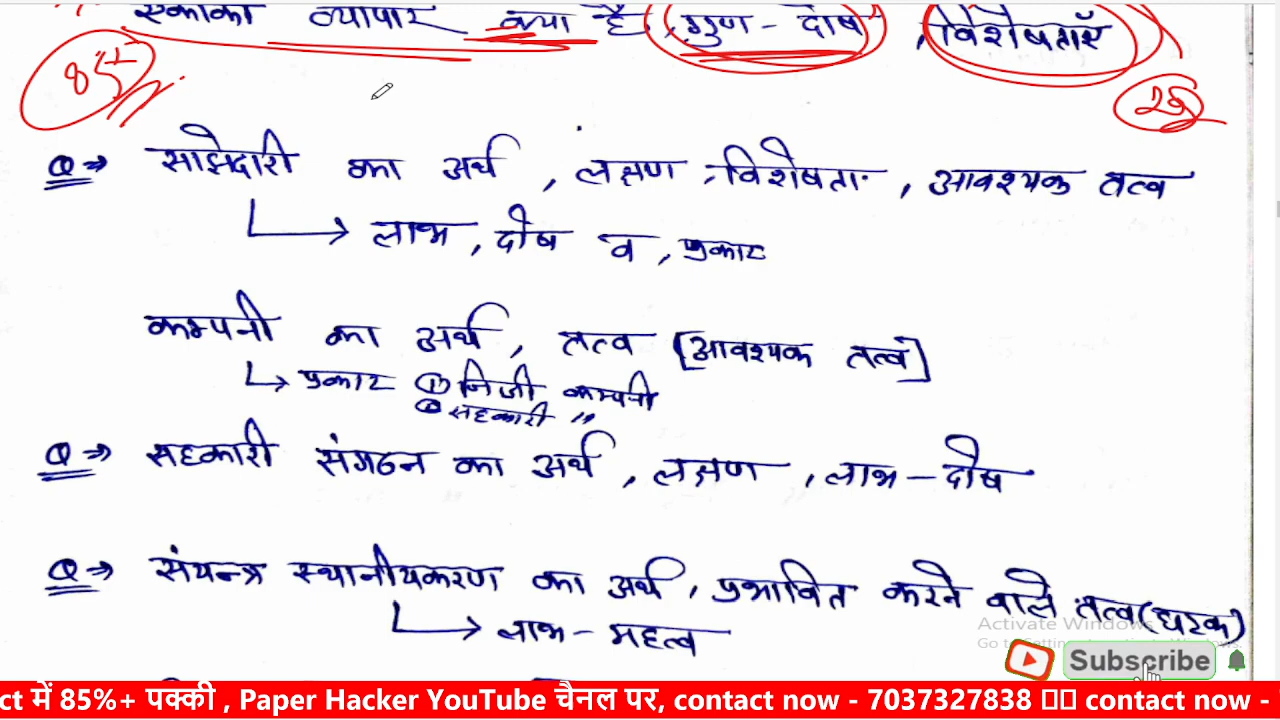 एकाकी व्यापार क्या है, गुण - दोष, विशेषताएँ
85%
25
Q ⇒ साझेदारी का अर्थ, लक्षण, विशेषता, आवश्यक तत्व
→ लाभ, दोष व, प्रकार
कम्पनी का अर्थ, तत्व [आवश्यक तत्व]
→ प्रकार ① निजी कम्पनी
② सहकारी "
Q ⇒ सहकारी संगठन का अर्थ, लक्षण, लाभ - दोष
Q ⇒ संयन्त्र स्थानीयकरण का अर्थ, प्रभावित करने वाले तत्व (घटक)
→ लाभ - महत्व
Activate Windows
Subscribe
ct में 85%+ पक्की , Paper Hacker YouTube चैनल पर, contact now - 7037327838 □□ contact now -